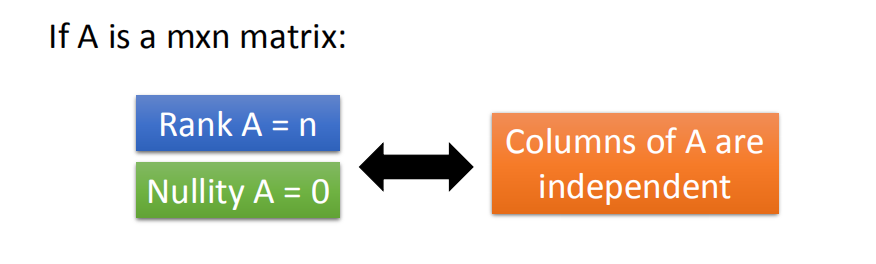 If A is a mxn matrix:
Rank A = n
Nullity A = 0
Columns of A are
independent